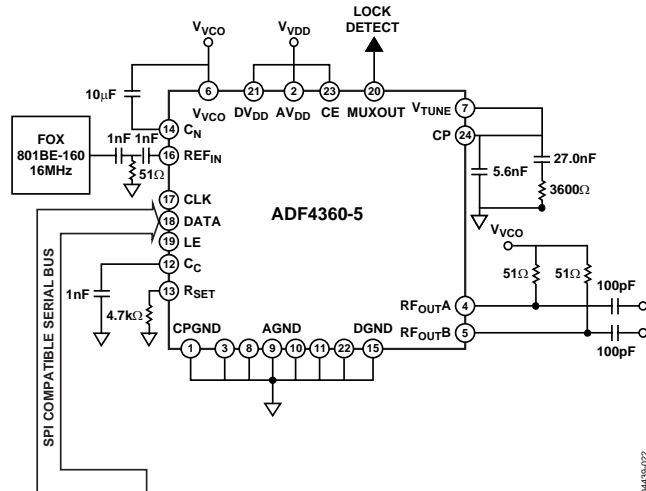 LOCK
DETECT
VVCO
VVDD
10μF
6
21
2
23
20
VVCO
DVDD
AVDD
CE
MUXOUT
VTUNE
7
CP
24
14
CN
FOX
801BE-160
16MHz
1nF
1nF
16
REFIN
51Ω
17
CLK
18
DATA
19
LE
12
CC
13
RSET
1nF
4.7kΩ
ADF4360-5
5.6nF
27.0nF
3600Ω
VVCO
51Ω
51Ω
100pF
RFOUTA
4
RFOUTB
5
100pF
CPGND
AGND
DGND
1
3
8
9
10
11
22
15
SPI COMPATIBLE SERIAL BUS
04439-022